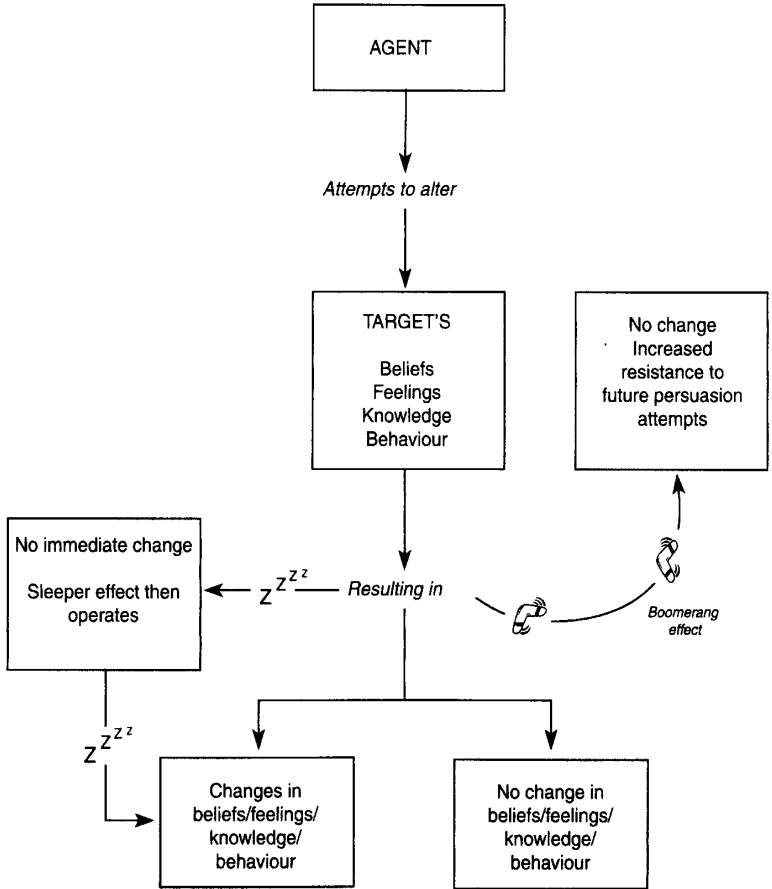 AGENT
Attempts to alter
TARGET'S
Beliefs
Feelings
Knowledge
Behaviour
No change
Increased
resistance to
future persuasion
attempts
No immediate change
Sleeper effect then
operates
z z z z
Resulting in
Boomerang
effect
z z z z
Changes in
beliefs/feelings/
knowledge/
behaviour
No change in
beliefs/feelings/
knowledge/
behaviour